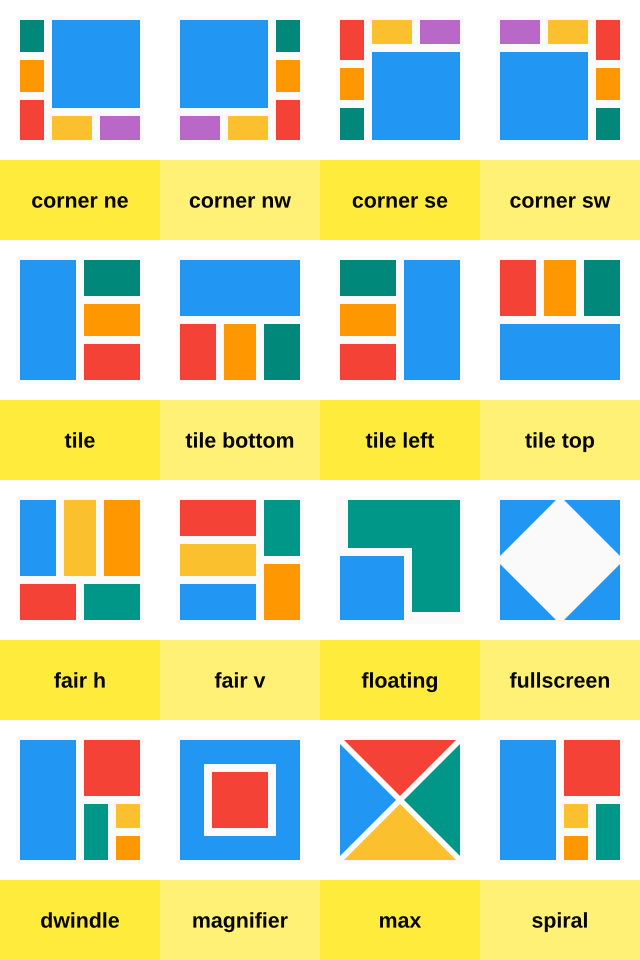 corner ne
corner nw
corner se
corner sw
tile
tile bottom
tile left
tile top
fair h
fair v
floating
fullscreen
dwindle
magnifier
max
spiral